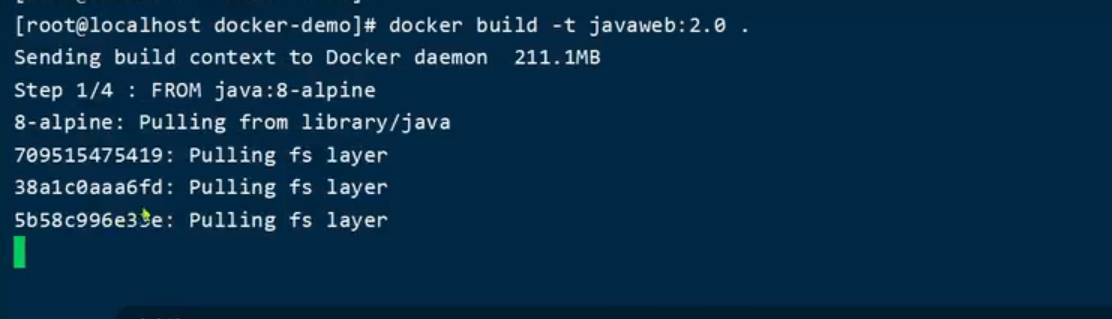 [root@localhost docker-demo]# docker build -t javaweb:2.0 .
Sending build context to Docker daemon  211.1MB
Step 1/4 : FROM java:8-alpine
8-alpine: Pulling from library/java
709515475419: Pulling fs layer
38a1c0aaa6fd: Pulling fs layer
5b58c996e33e: Pulling fs layer